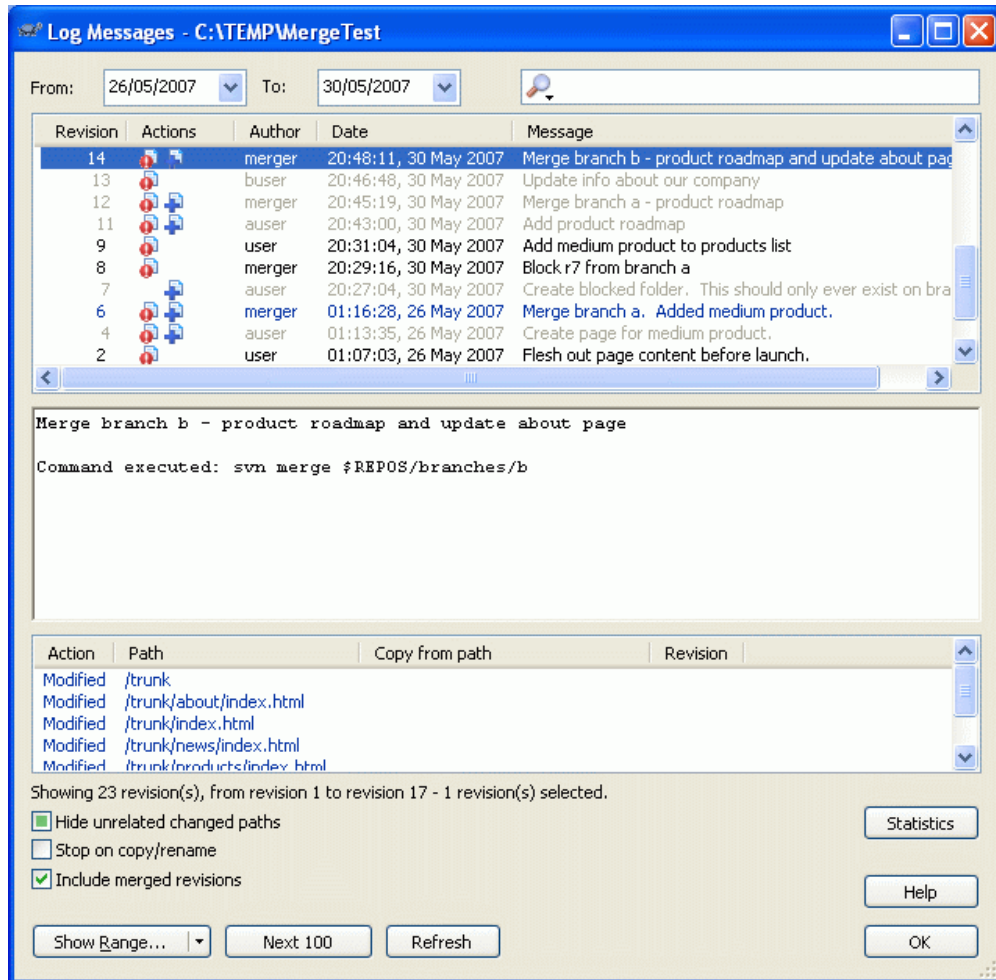 Log Messages - C:\TEMP\MergeTest
From: 26/05/2007 To: 30/05/2007
Revision Actions Author Date Message
14 merger 20:48:11, 30 May 2007 Merge branch b - product roadmap and update about pag
13 buser 20:46:48, 30 May 2007 Update info about our company
12 merger 20:45:19, 30 May 2007 Merge branch a - product roadmap
11 auser 20:43:00, 30 May 2007 Add product roadmap
9 user 20:31:04, 30 May 2007 Add medium product to products list
8 merger 20:29:16, 30 May 2007 Block r7 from branch a
7 auser 20:27:04, 30 May 2007 Create blocked folder. This should only ever exist on bra
6 merger 01:16:28, 26 May 2007 Merge branch a. Added medium product.
4 auser 01:13:35, 26 May 2007 Create page for medium product.
2 user 01:07:03, 26 May 2007 Flesh out page content before launch.
Merge branch b - product roadmap and update about page
Command executed: svn merge $REPOS/branches/b
Action Path Copy from path Revision
Modified /trunk
Modified /trunk/about/index.html
Modified /trunk/index.html
Modified /trunk/news/index.html
Modified /trunk/products/index.html
Showing 23 revision(s), from revision 1 to revision 17 - 1 revision(s) selected.
Hide unrelated changed paths
Statistics
Stop on copy/rename
Include merged revisions
Help
Show Range... Next 100 Refresh OK